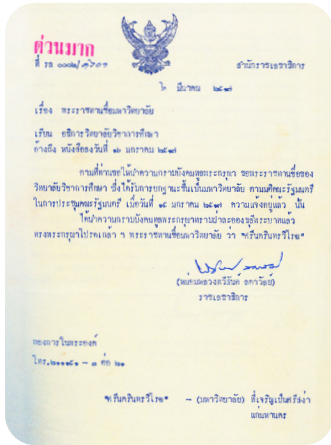 ด่วนมาก
ที่ รล ๐๐๐๒/
สำนักราชเลขาธิการ
๖ มีนาคม ๒๕๑๗
เรื่อง พระราชทานชื่อมหาวิทยาลัย
เรียน อธิการวิทยาลัยวิชาการศึกษา
อ้างถึง หนังสือลงวันที่ ๑๖ มกราคม ๒๕๑๗
ตามที่ท่านขอให้นำความกราบบังคมทูลพระกรุณา ขอพระราชทานชื่อของ
วิทยาลัยวิชาการศึกษา ซึ่งได้รับการยกฐานะขึ้นเป็นมหาวิทยาลัย ตามมติคณะรัฐมนตรี
ในการประชุมคณะรัฐมนตรี เมื่อวันที่ ๑๕ มกราคม ๒๕๑๗ ความแจ้งอยู่แล้ว นั้น
ได้นำความกราบบังคมทูลพระกรุณาทราบฝ่าละอองธุลีพระบาทแล้ว
ทรงพระกรุณาโปรดเกล้า ฯ พระราชทานชื่อมหาวิทยาลัย ว่า "ศรีนครินทรวิโรฒ"
(หม่อมหลวงทวีสันต์ ลดาวัลย์)
ราชเลขาธิการ
กองการในพระองค์
โทร.๒๑๑๑๕๑ - ๓ ต่อ ๒๑
"ศรีนครินทรวิโรฒ" - (มหาวิทยาลัย) ที่เจริญเป็นศรีสง่า
แก่มหานคร